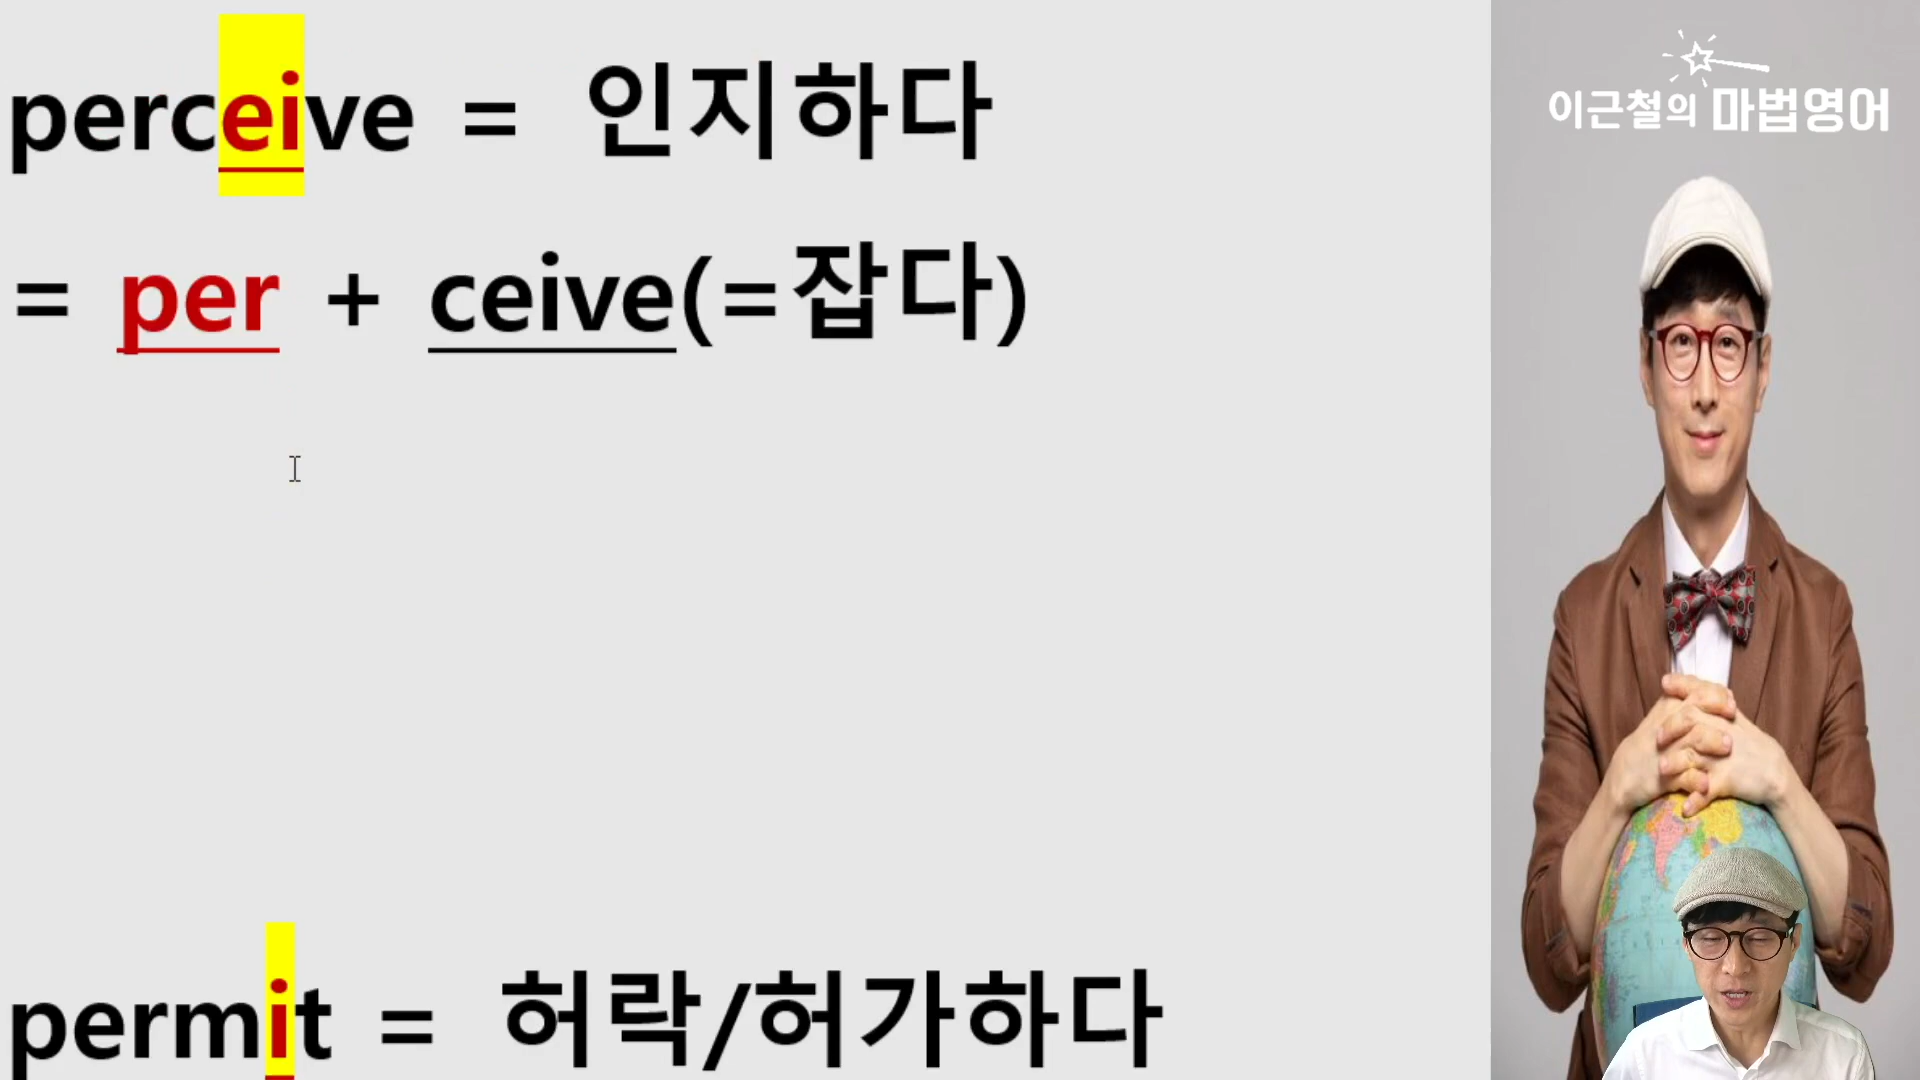 perceive = 인지하다
= per + ceive(=잡다)
permit = 허락/허가하다
이근철의 마법영어